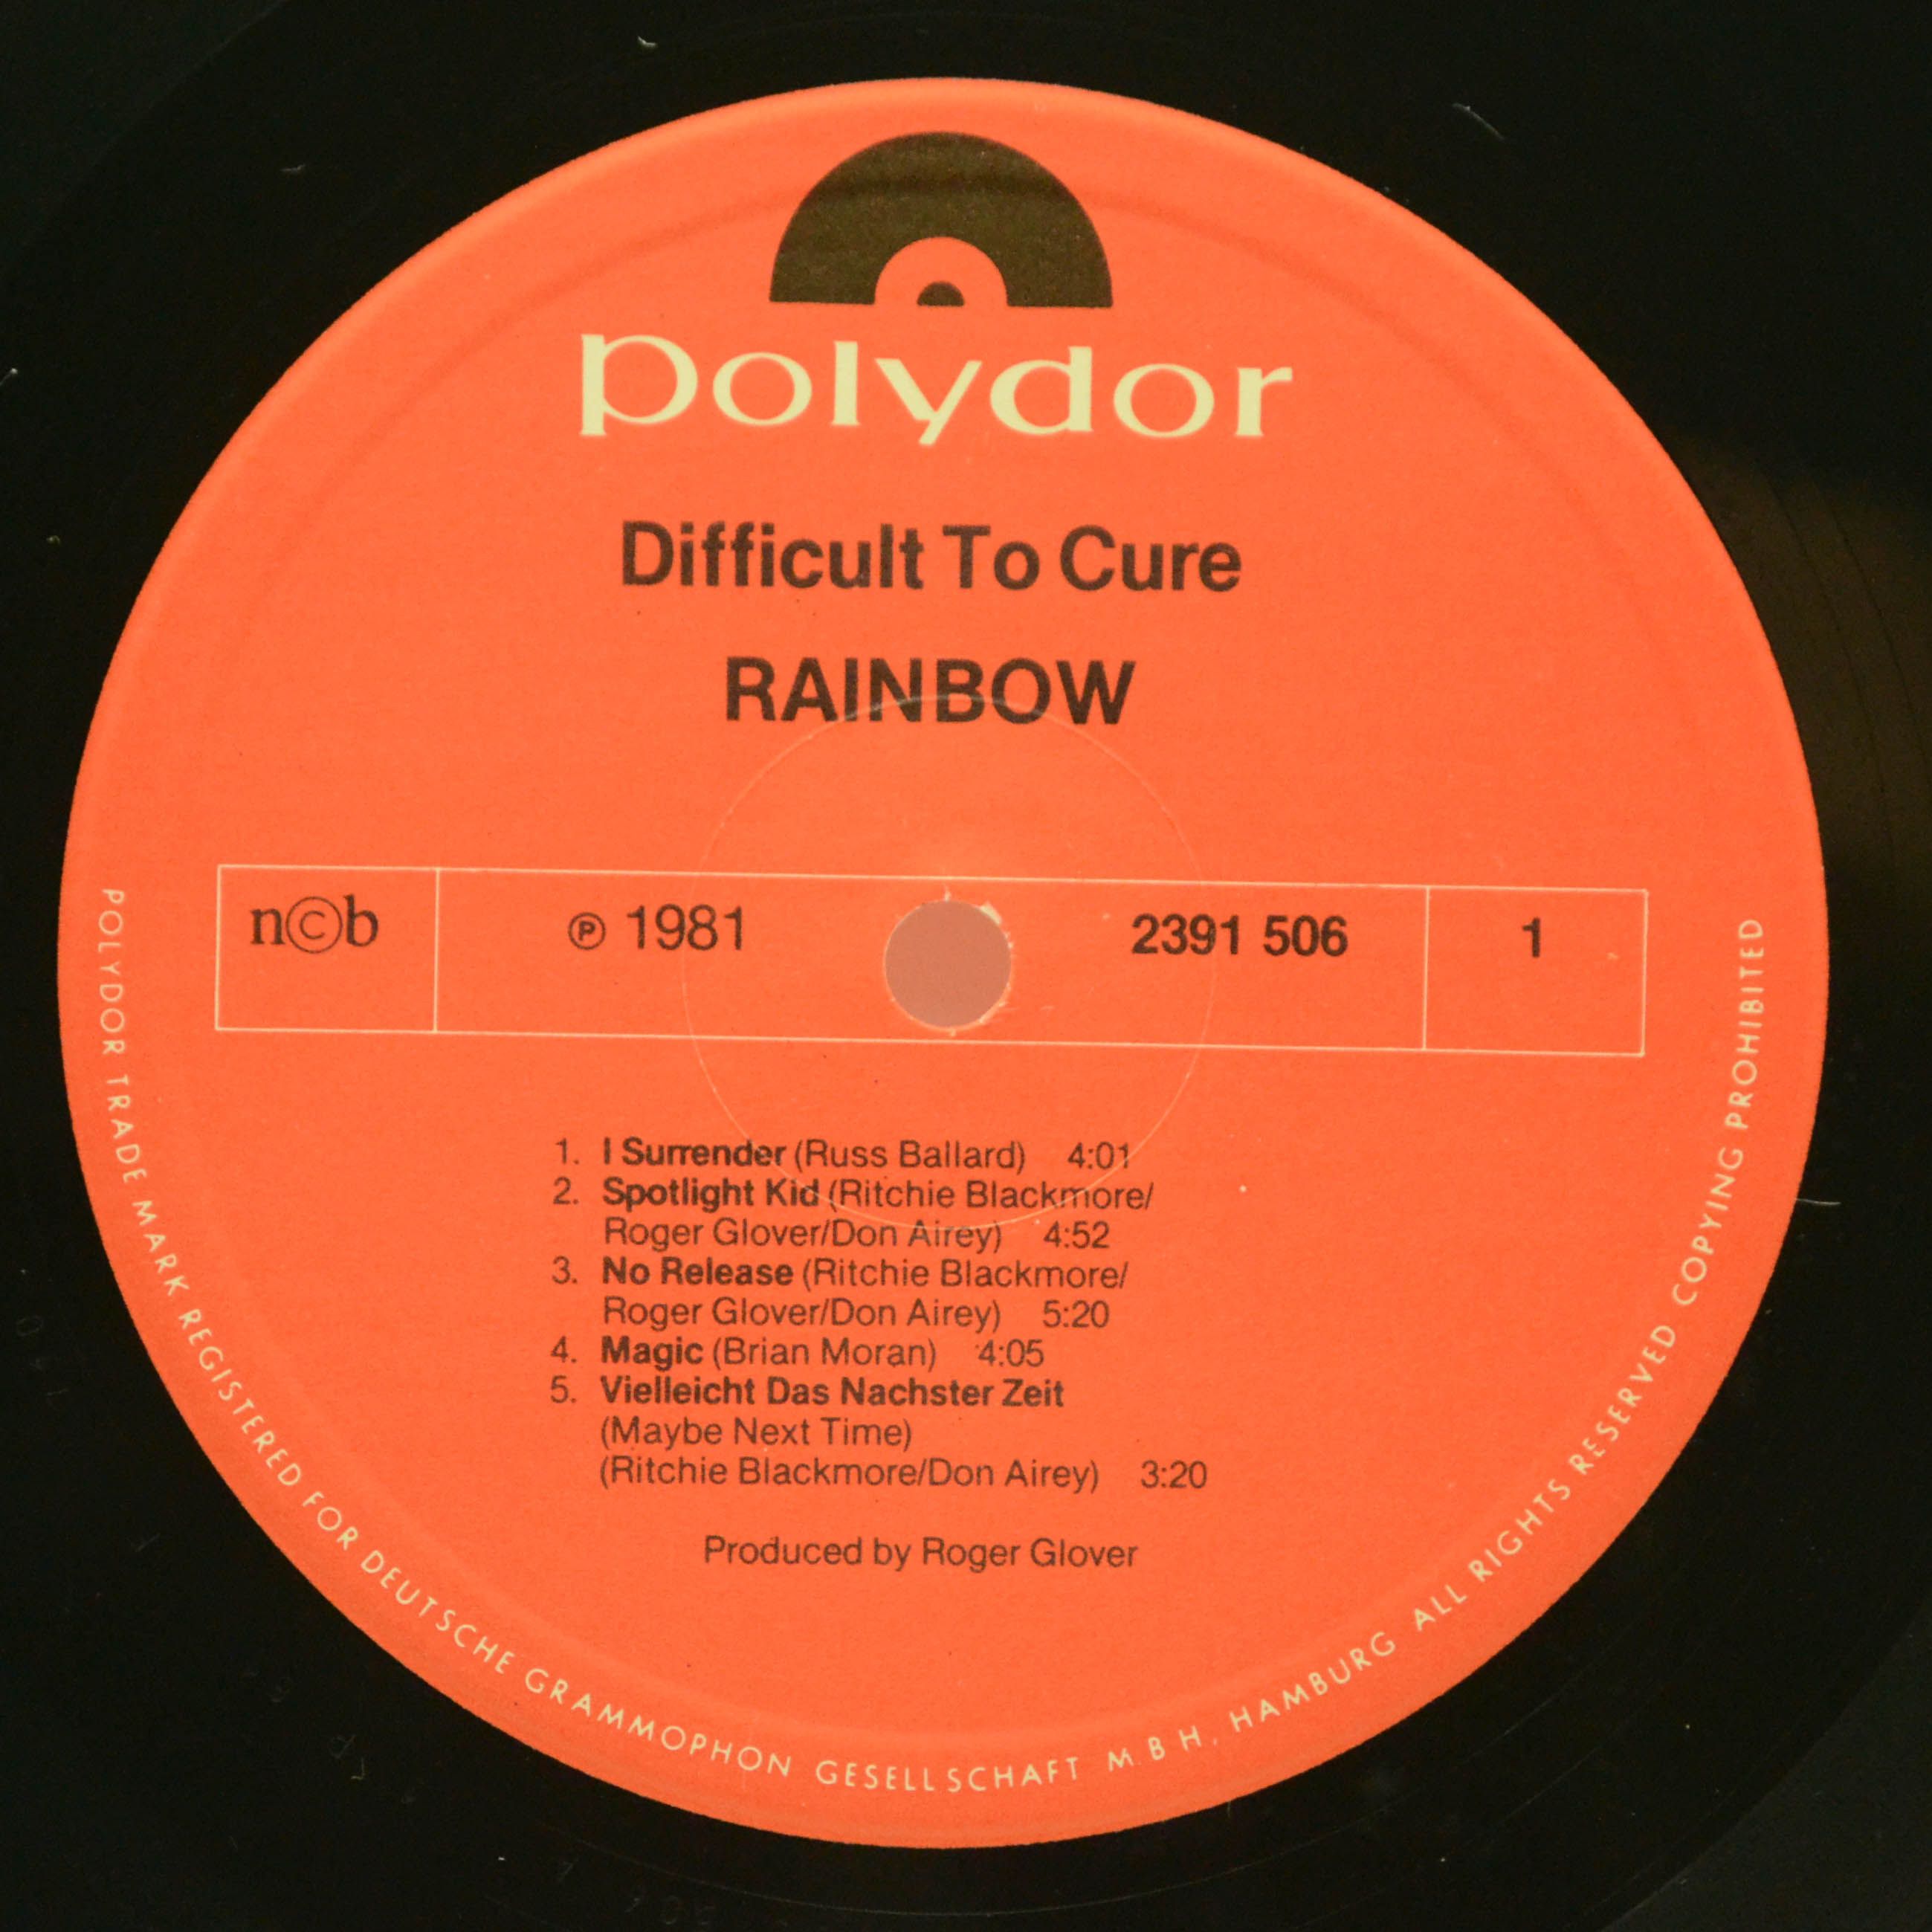 polydor
Difficult To Cure
RAINBOW
n©b
℗ 1981
2391 506
1
1. I Surrender (Russ Ballard) 4:01
2. Spotlight Kid (Ritchie Blackmore/
Roger Glover/Don Airey) 4:52
3. No Release (Ritchie Blackmore/
Roger Glover/Don Airey) 5:20
4. Magic (Brian Moran) 4:05
5. Vielleicht Das Nachster Zeit
(Maybe Next Time)
(Ritchie Blackmore/Don Airey) 3:20
Produced by Roger Glover
POLYDOR TRADE MARK REGISTERED FOR DEUTSCHE GRAMMOPHON GESELLSCHAFT M.B.H., HAMBURG ALL RIGHTS RESERVED COPYING PROHIBITED